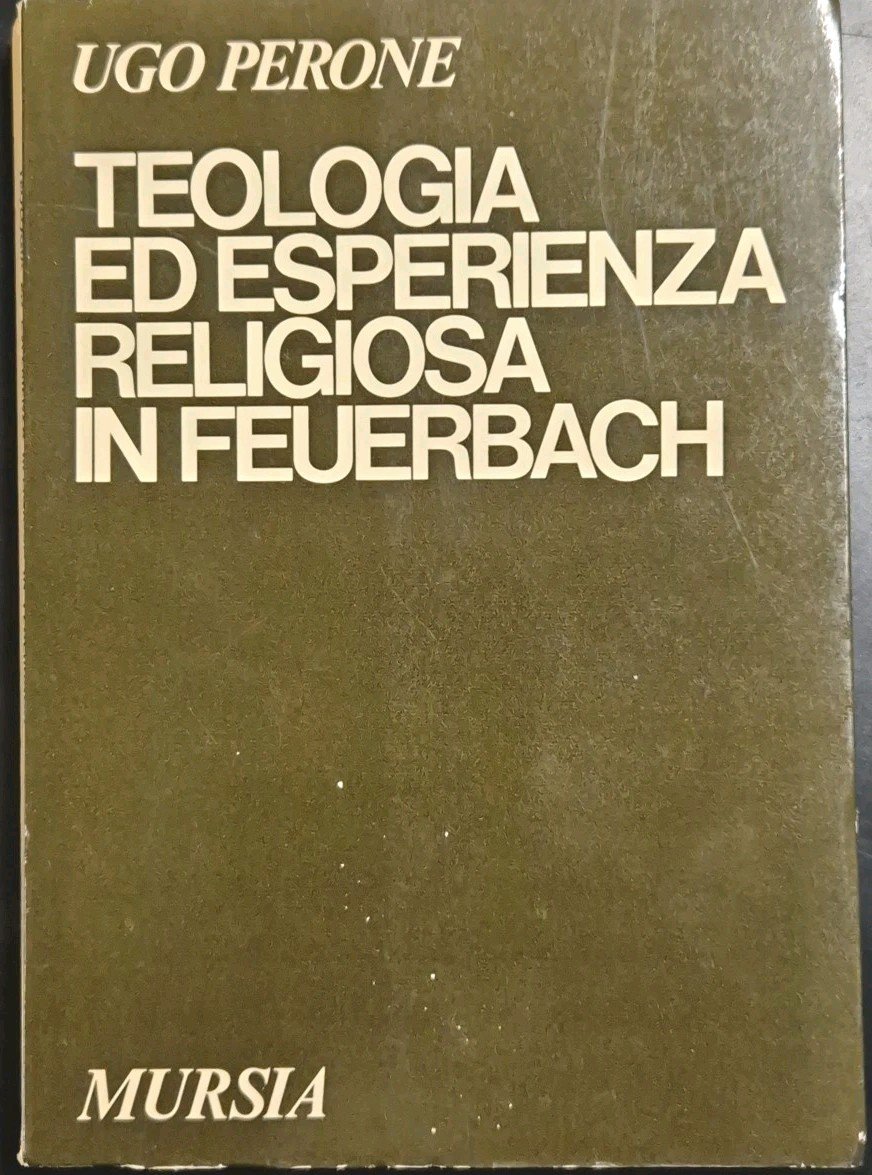 UGO PERONE
TEOLOGIA
ED ESPERIENZA
RELIGIOSA
IN FEUERBACH
MURSIA